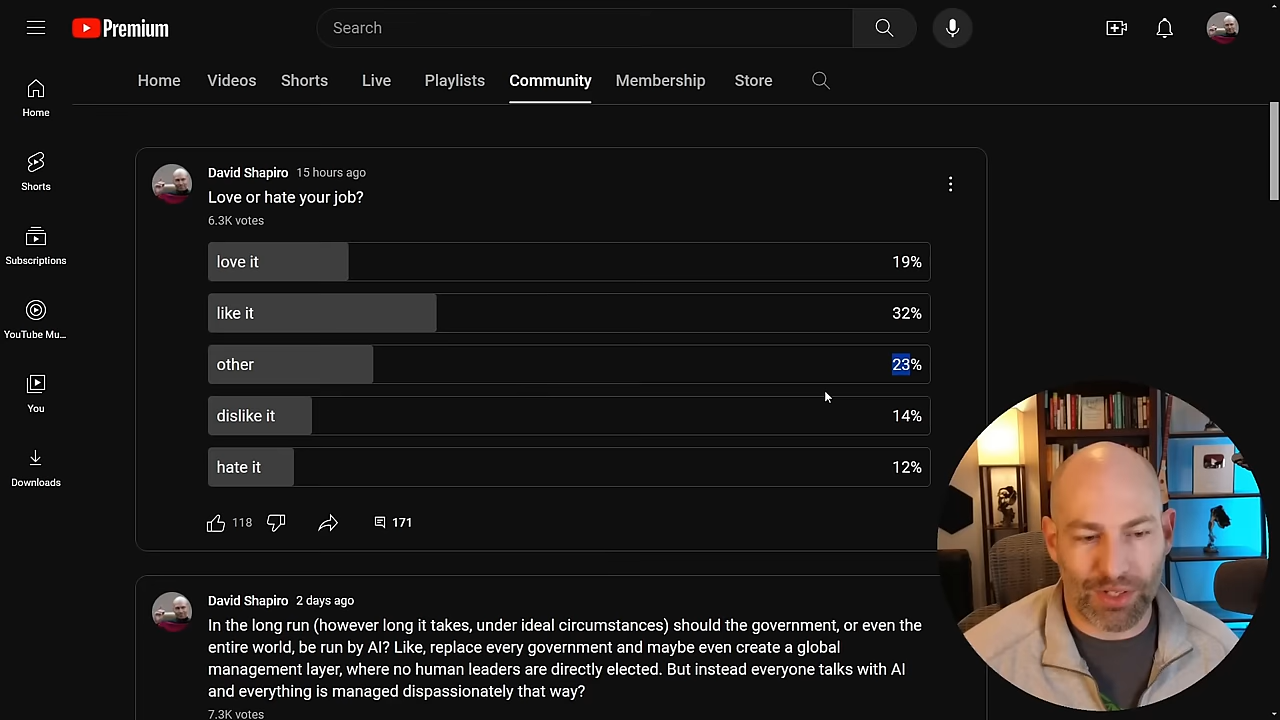 Premium
Search
Home
Videos
Shorts
Live
Playlists
Community
Membership
Store
Home
Shorts
Subscriptions
YouTube Mu...
You
Downloads
David Shapiro 15 hours ago
Love or hate your job?
6.3K votes
love it 19%
like it 32%
other 23%
dislike it 14%
hate it 12%
118
171
David Shapiro 2 days ago
In the long run (however long it takes, under ideal circumstances) should the government, or even the
entire world, be run by AI? Like, replace every government and maybe even create a global
management layer, where no human leaders are directly elected. But instead everyone talks with AI
and everything is managed dispassionately that way?
7.3K votes